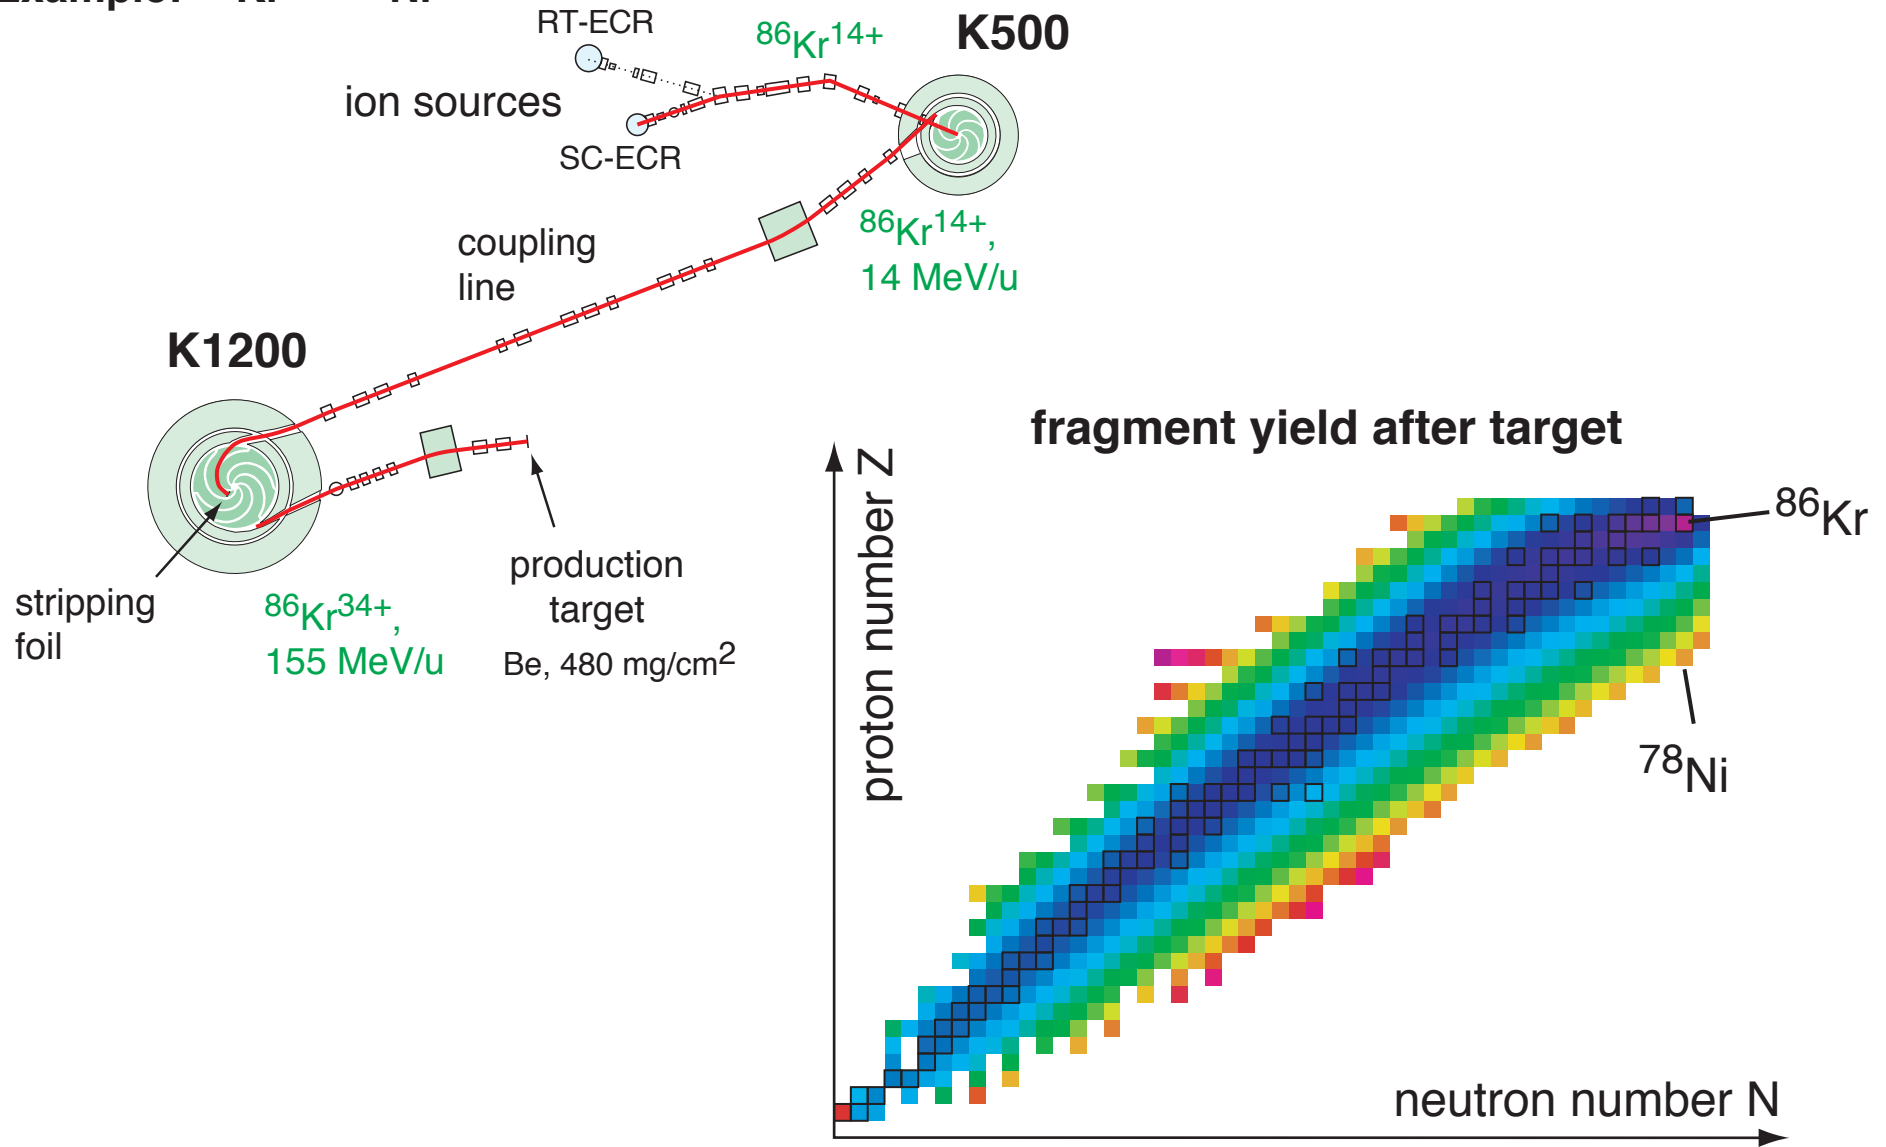 RT-ECR
86Kr14+
K500
ion sources
SC-ECR
86Kr14+,
14 MeV/u
coupling
line
K1200
fragment yield after target
proton number Z
86Kr
production
target
Be, 480 mg/cm2
stripping
foil
86Kr34+,
155 MeV/u
78Ni
neutron number N